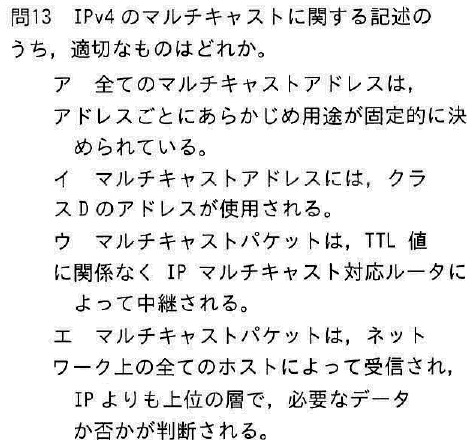 問13　IPv4のマルチキャストに関する記述の
うち，適切なものはどれか。
ア　全てのマルチキャストアドレスは，
アドレスごとにあらかじめ用途が固定的に決
められている。
イ　マルチキャストアドレスには，クラ
スDのアドレスが使用される。
ウ　マルチキャストパケットは，TTL 値
に関係なく IP マルチキャスト対応ルータに
よって中継される。
エ　マルチキャストパケットは，ネット
ワーク上の全てのホストによって受信され，
IPよりも上位の層で，必要なデータ
か否かが判断される。